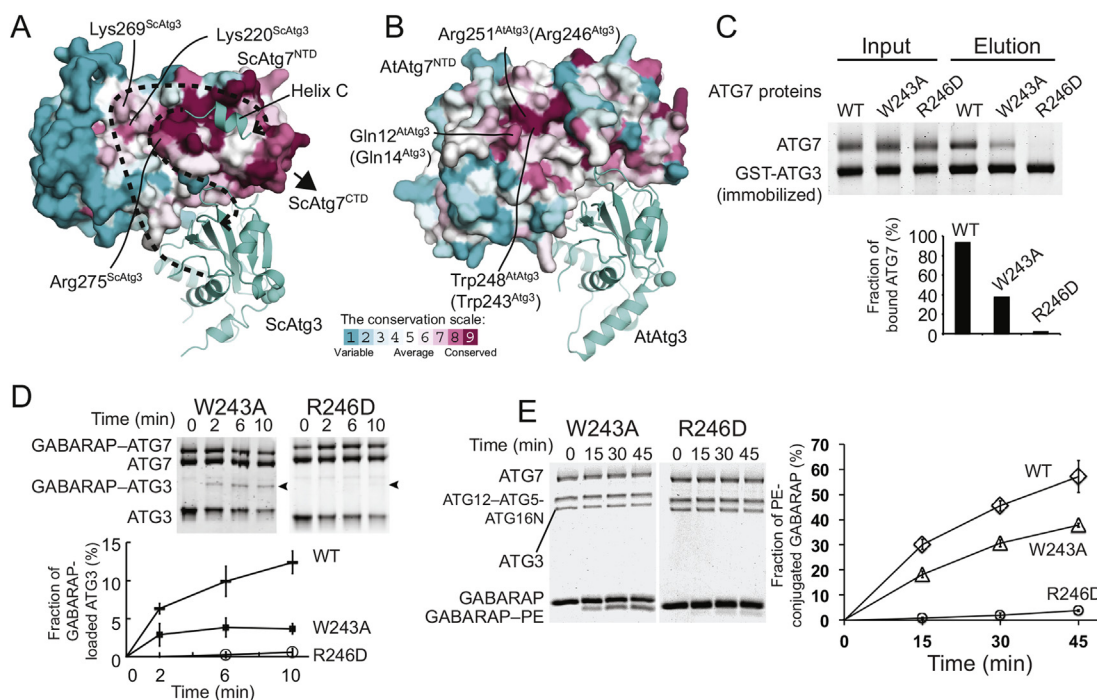 A
Lys269ScAtg3
Lys220ScAtg3
ScAtg7NTD
Helix C
ScAtg7CTD
Arg275ScAtg3
ScAtg3
B
Arg251AtAtg3(Arg246Atg3)
AtAtg7NTD
Gln12AtAtg3
(Gln14Atg3)
Trp248AtAtg3
(Trp243Atg3)
AtAtg3
The conservation scale:
1 2 3 4 5 6 7 8 9
Variable Average Conserved
C
Input Elution
ATG7 proteins
WT W243A R246D WT W243A R246D
ATG7
GST-ATG3
(immobilized)
Fraction of
bound ATG7 (%)
100
80
60
40
20
0
WT
W243A
R246D
D
W243A R246D
Time (min) 0 2 6 10 0 2 6 10
GABARAP–ATG7
ATG7
GABARAP–ATG3
ATG3
Fraction of
GABARAP-
loaded ATG3 (%)
15
10
5
0 2 6 10
Time (min)
WT
W243A
R246D
E
W243A R246D
Time (min) 0 15 30 45 0 15 30 45
ATG7
ATG12–ATG5-
ATG16N
ATG3
GABARAP
GABARAP–PE
Fraction of PE-
conjugated GABARAP (%)
70
60
50
40
30
20
10
0
0 15 30 45
Time (min)
WT
W243A
R246D